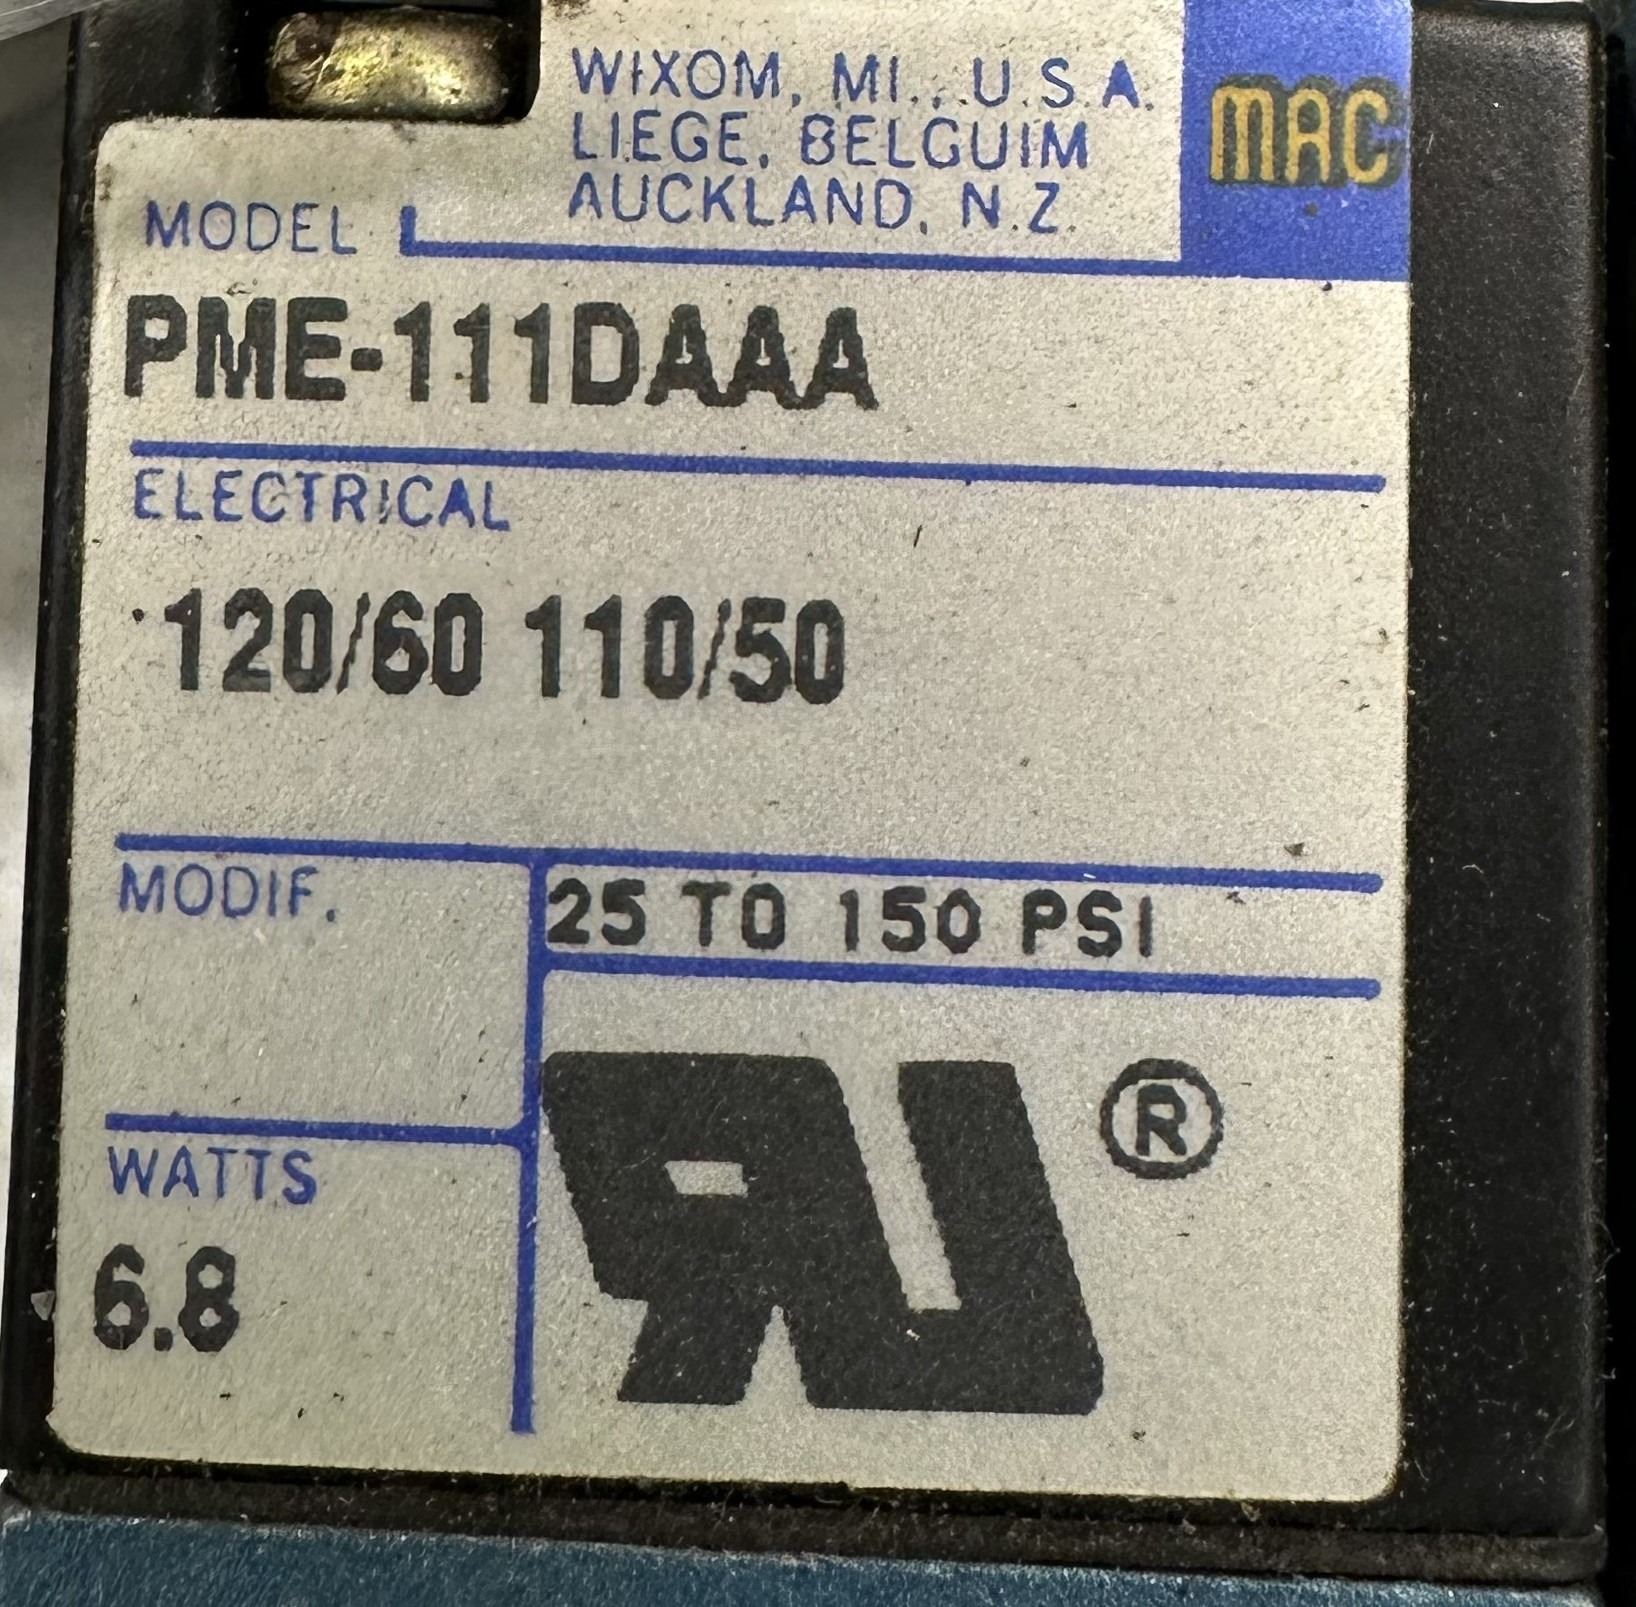 WIXOM, MI., U.S.A.
LIEGE, BELGUIM
AUCKLAND, N.Z.
MAC
MODEL
PME-111DAAA
ELECTRICAL
120/60 110/50
MODIF.
25 TO 150 PSI
WATTS
6.8
RU®